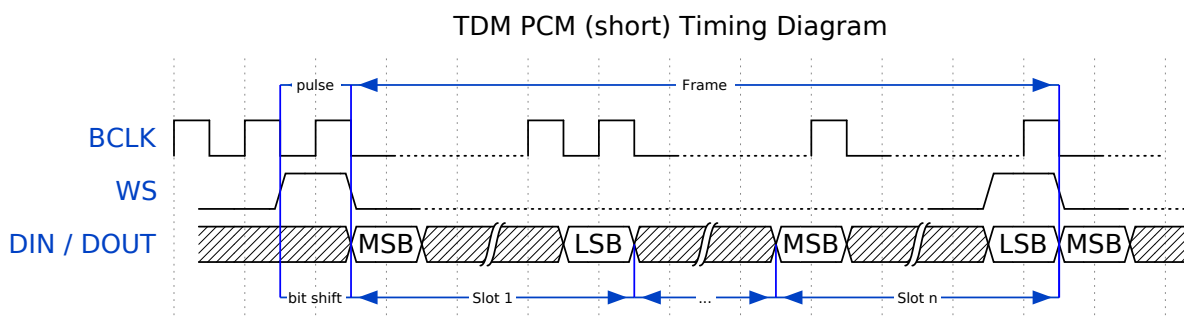 TDM PCM (short) Timing Diagram
pulse
Frame
BCLK
WS
DIN / DOUT
MSB
LSB
MSB
LSB
MSB
bit shift
Slot 1
...
Slot n